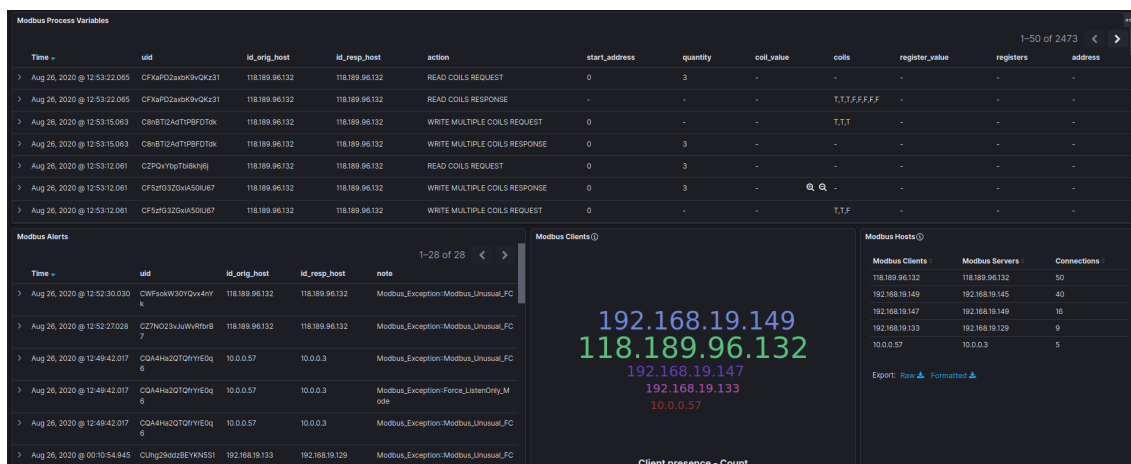 Modbus Process Variables
1–50 of 2473
Time uid id_orig_host id_resp_host action start_address quantity coil_value coils register_value registers address
Aug 26, 2020 @ 12:53:22.065 CFXaPD2axbK9vQKz31 118.189.96.132 118.189.96.132 READ COILS REQUEST 0 3 - - - - -
Aug 26, 2020 @ 12:53:22.065 CFXaPD2axbK9vQKz31 118.189.96.132 118.189.96.132 READ COILS RESPONSE - - - T,T,T,F,F,F,F,F - - -
Aug 26, 2020 @ 12:53:15.063 C8nBTI2AdTtPBFDTdk 118.189.96.132 118.189.96.132 WRITE MULTIPLE COILS REQUEST 0 - - T,T,T - - -
Aug 26, 2020 @ 12:53:15.063 C8nBTI2AdTtPBFDTdk 118.189.96.132 118.189.96.132 WRITE MULTIPLE COILS RESPONSE 0 3 - - - - -
Aug 26, 2020 @ 12:53:12.061 CZPQxYbpTbi8khj6j 118.189.96.132 118.189.96.132 READ COILS REQUEST 0 3 - - - - -
Aug 26, 2020 @ 12:53:12.061 CF5zfG3ZGxiA50IU67 118.189.96.132 118.189.96.132 WRITE MULTIPLE COILS RESPONSE 0 3 - - - - -
Aug 26, 2020 @ 12:53:12.061 CF5zfG3ZGxiA50IU67 118.189.96.132 118.189.96.132 WRITE MULTIPLE COILS REQUEST 0 - - T,T,F - - -
Modbus Alerts
1–28 of 28
Time uid id_orig_host id_resp_host note
Aug 26, 2020 @ 12:52:30.030 CWFsokW30YQvx4nY 118.189.96.132 118.189.96.132 Modbus_Exception::Modbus_Unusual_FC
k
Aug 26, 2020 @ 12:52:27.028 CZ7NO23vJuWvRfbrB 118.189.96.132 118.189.96.132 Modbus_Exception::Modbus_Unusual_FC
7
Aug 26, 2020 @ 12:49:42.017 CQA4Ha2QTQfrYrE0q 10.0.0.57 10.0.0.3 Modbus_Exception::Modbus_Unusual_FC
6
Aug 26, 2020 @ 12:49:42.017 CQA4Ha2QTQfrYrE0q 10.0.0.57 10.0.0.3 Modbus_Exception::Force_ListenOnly_M
6 ode
Aug 26, 2020 @ 12:49:42.017 CQA4Ha2QTQfrYrE0q 10.0.0.57 10.0.0.3 Modbus_Exception::Modbus_Unusual_FC
6
Aug 26, 2020 @ 00:10:54.945 CUhg29ddzBEYKN5S1 192.168.19.133 192.168.19.129 Modbus_Exception::Modbus_Unusual_FC
Modbus Clients
192.168.19.149
118.189.96.132
192.168.19.147
192.168.19.133
10.0.0.57
Client presence - Count
Modbus Hosts
Modbus Clients Modbus Servers Connections
118.189.96.132 118.189.96.132 50
192.168.19.149 192.168.19.145 40
192.168.19.147 192.168.19.149 16
192.168.19.133 192.168.19.129 9
10.0.0.57 10.0.0.3 5
Export: Raw Formatted